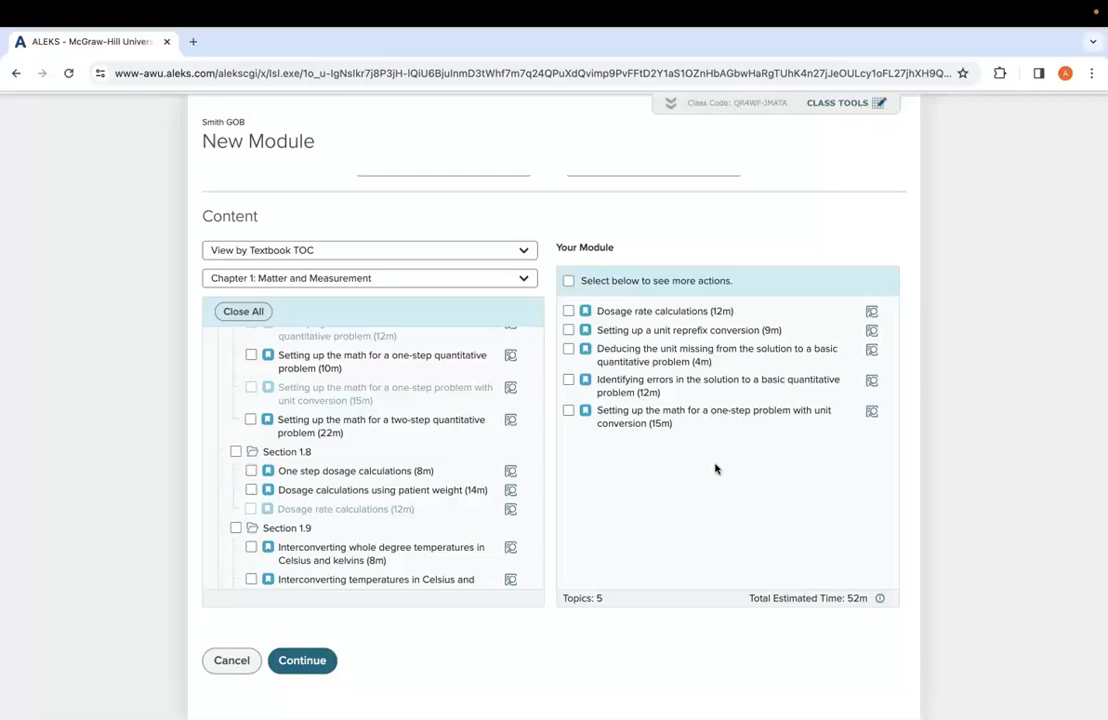 ALEKS - McGraw-Hill Univers
www-awu.aleks.com/alekscgi/x/Isl.exe/1o_u-IgNsIkr7j8P3jH-IQiU6BjuInmD3tWhf7m7q24QPuXdQvimp9PvFFtD2Y1aS1OZnHbAGbwHaRgTUhK4n27jJeOULcy1oFL27jhXH9Q...
A
Class Code: QR4WF-JMATA
CLASS TOOLS
Smith GOB
New Module
Content
View by Textbook TOC
Chapter 1: Matter and Measurement
Close All
quantitative problem (12m)
Setting up the math for a one-step quantitative
problem (10m)
Setting up the math for a one-step problem with
unit conversion (15m)
Setting up the math for a two-step quantitative
problem (22m)
Section 1.8
One step dosage calculations (8m)
Dosage calculations using patient weight (14m)
Dosage rate calculations (12m)
Section 1.9
Interconverting whole degree temperatures in
Celsius and kelvins (8m)
Interconverting temperatures in Celsius and
Your Module
Select below to see more actions.
Dosage rate calculations (12m)
Setting up a unit reprefix conversion (9m)
Deducing the unit missing from the solution to a basic
quantitative problem (4m)
Identifying errors in the solution to a basic quantitative
problem (12m)
Setting up the math for a one-step problem with unit
conversion (15m)
Topics: 5
Total Estimated Time: 52m
Cancel
Continue